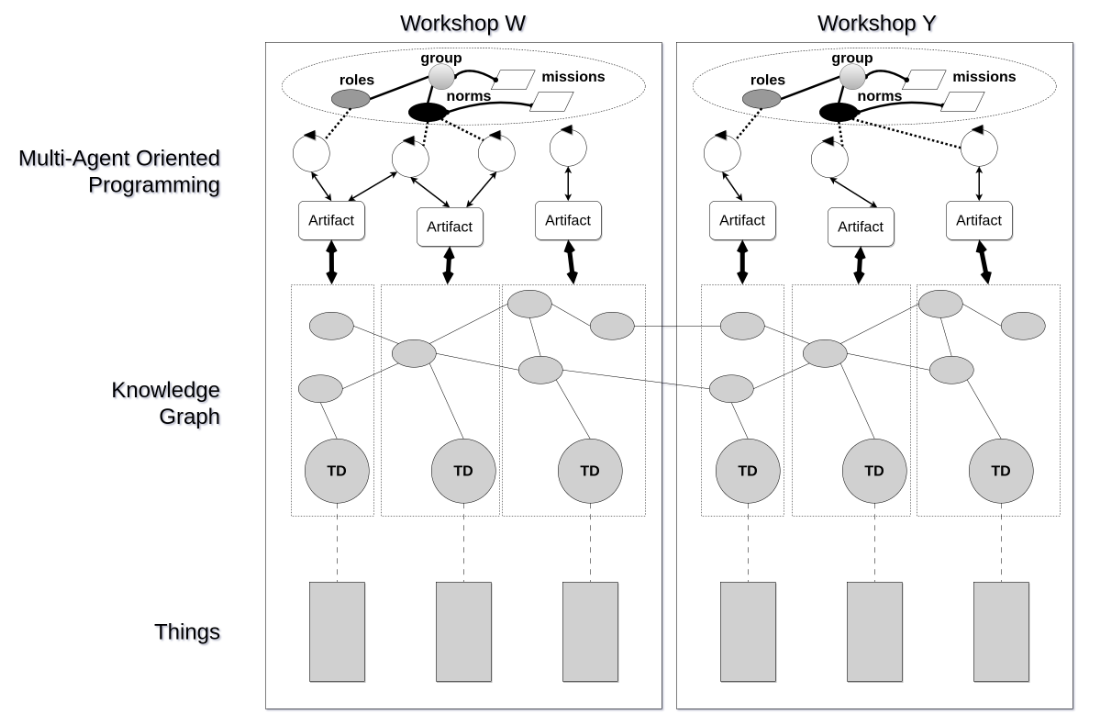 Workshop W
Workshop Y
group
roles
missions
norms
group
roles
missions
norms
Multi-Agent Oriented
Programming
Artifact
Artifact
Artifact
Artifact
Artifact
Artifact
Knowledge
Graph
TD
TD
TD
TD
TD
TD
Things